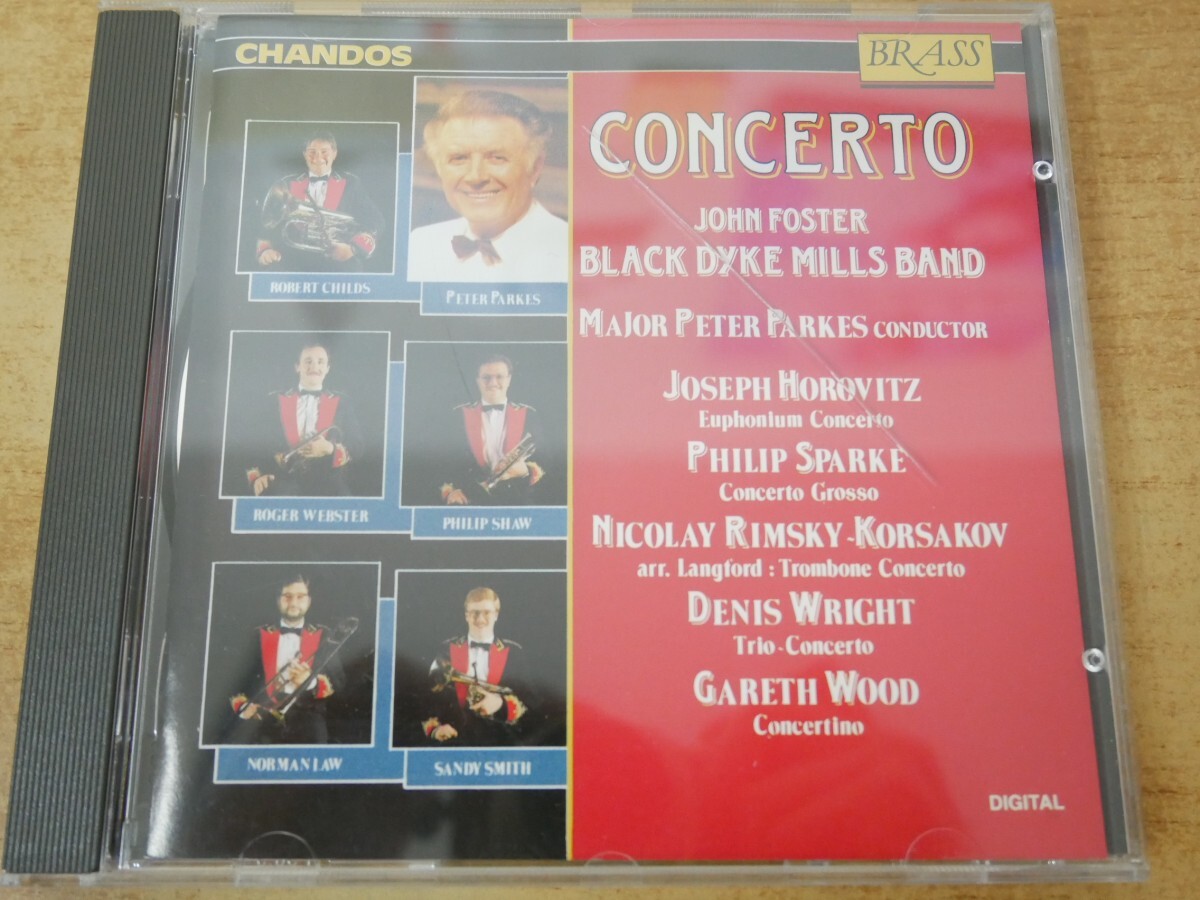 CHANDOS
BRASS
ROBERT CHILDS
PETER PARKES
ROGER WEBSTER
PHILIP SHAW
NORMAN LAW
SANDY SMITH
CONCERTO
JOHN FOSTER
BLACK DYKE MILLS BAND
MAJOR PETER PARKES CONDUCTOR
JOSEPH HOROVITZ
Euphonium Concerto
PHILIP SPARKE
Concerto Grosso
NICOLAY RIMSKY-KORSAKOV
arr. Langford : Trombone Concerto
DENIS WRIGHT
Trio-Concerto
GARETH WOOD
Concertino
DIGITAL